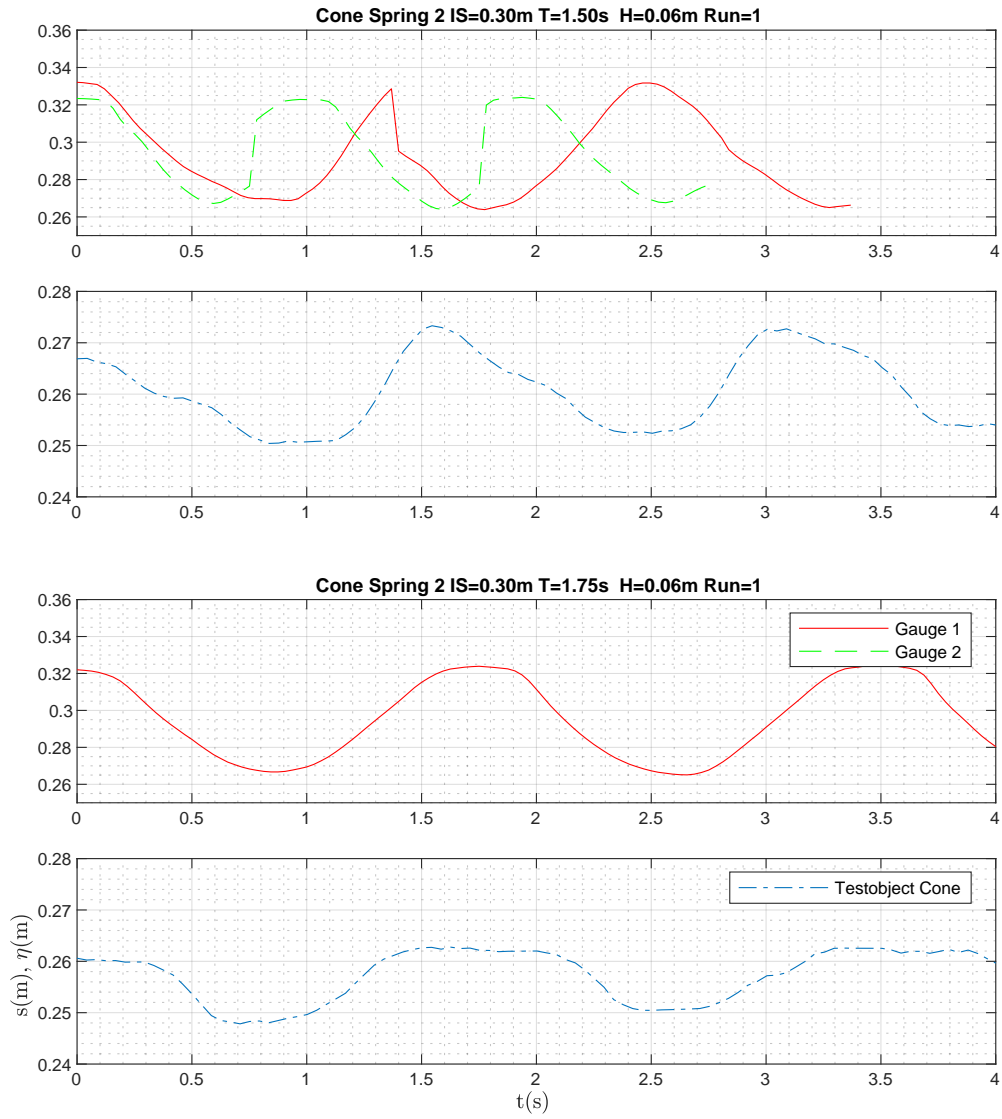 Cone Spring 2 IS=0.30m T=1.50s  H=0.06m Run=1
0.36
0.34
0.32
0.3
0.28
0.26
0 0.5 1 1.5 2 2.5 3 3.5 4
0.28
0.27
0.26
0.25
0.24
0 0.5 1 1.5 2 2.5 3 3.5 4
Cone Spring 2 IS=0.30m T=1.75s  H=0.06m Run=1
0.36
0.34
0.32
0.3
0.28
0.26
Gauge 1
Gauge 2
0 0.5 1 1.5 2 2.5 3 3.5 4
0.28
0.27
0.26
0.25
0.24
Testobject Cone
s(m), η(m)
0 0.5 1 1.5 2 2.5 3 3.5 4
t(s)